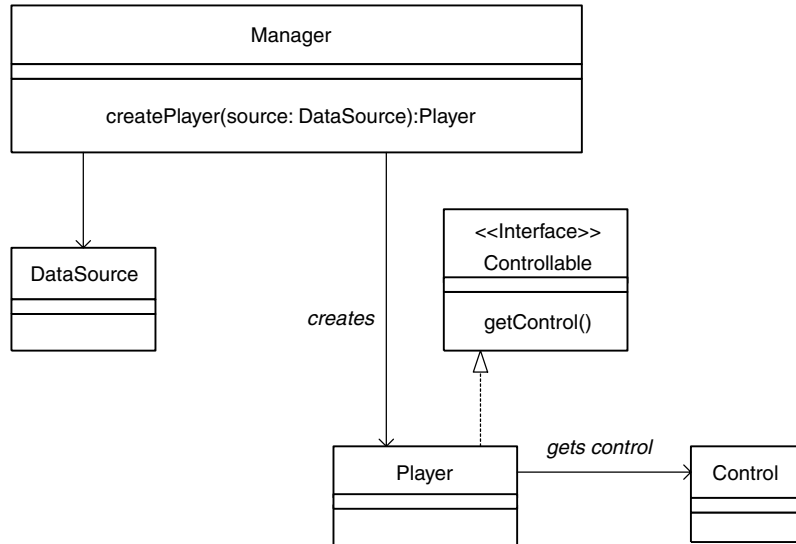 Manager
createPlayer(source: DataSource):Player
<<Interface>>
Controllable
DataSource
creates
getControl()
gets control
Player
Control